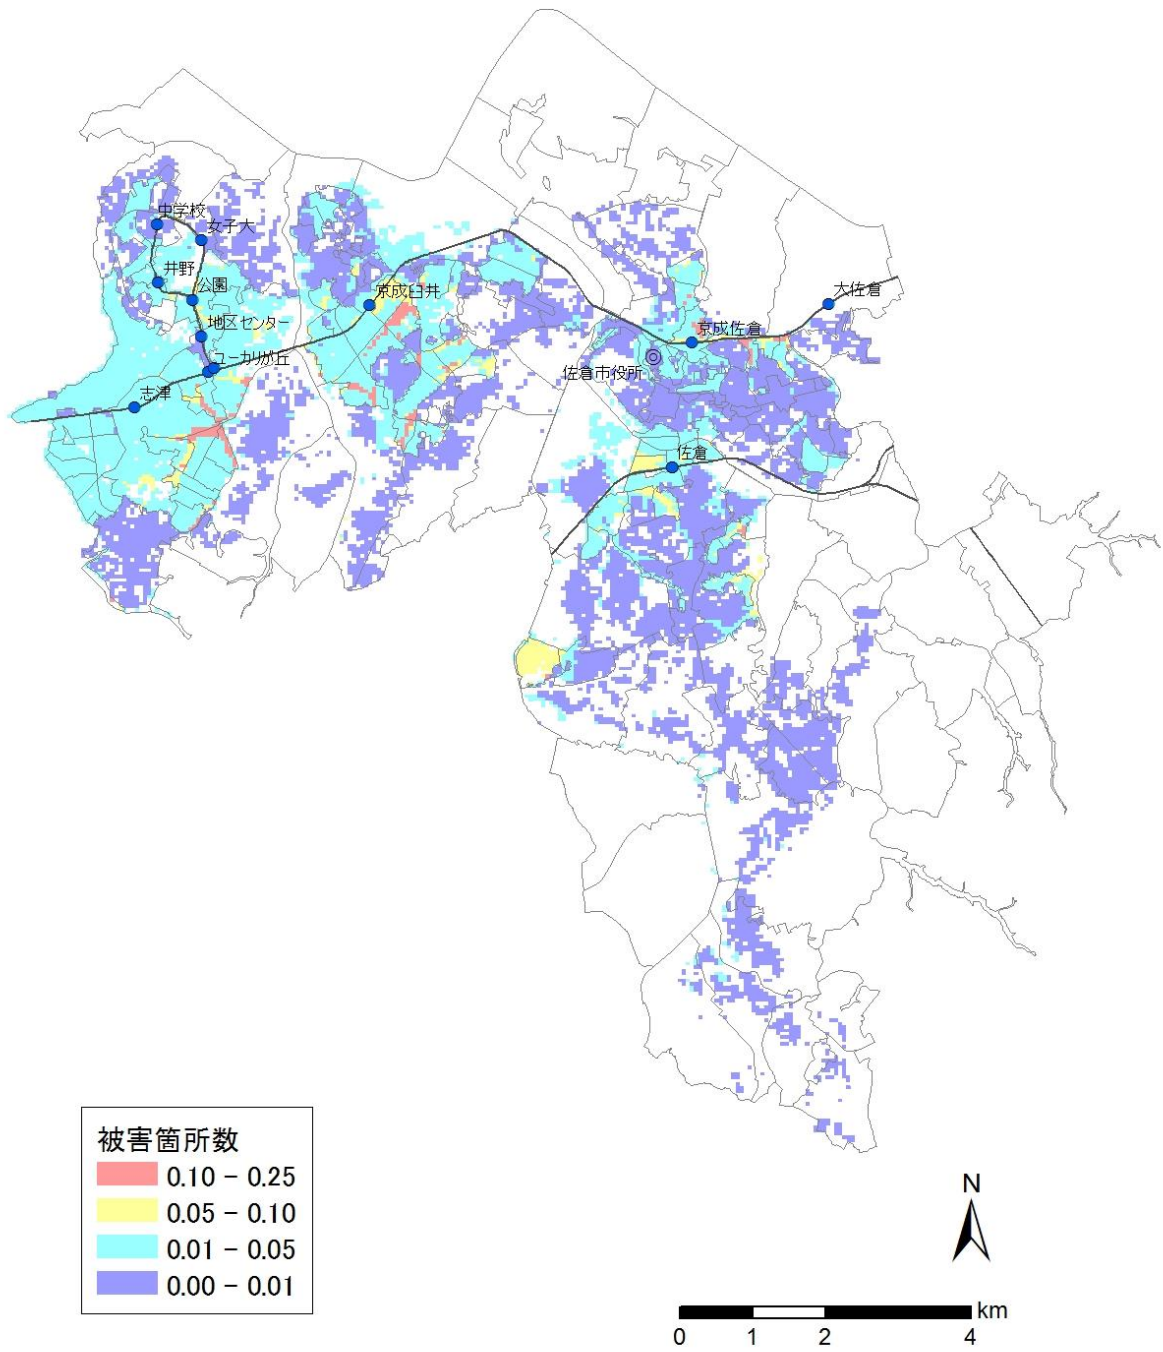 中学校
女子大
井野
公園
大佐倉
京成臼井
地区センター
京成佐倉
ユーカリが丘
佐倉市役所
志津
佐倉
被害箇所数
0.10 − 0.25
0.05 − 0.10
0.01 − 0.05
0.00 − 0.01
N
km
0 1 2 4